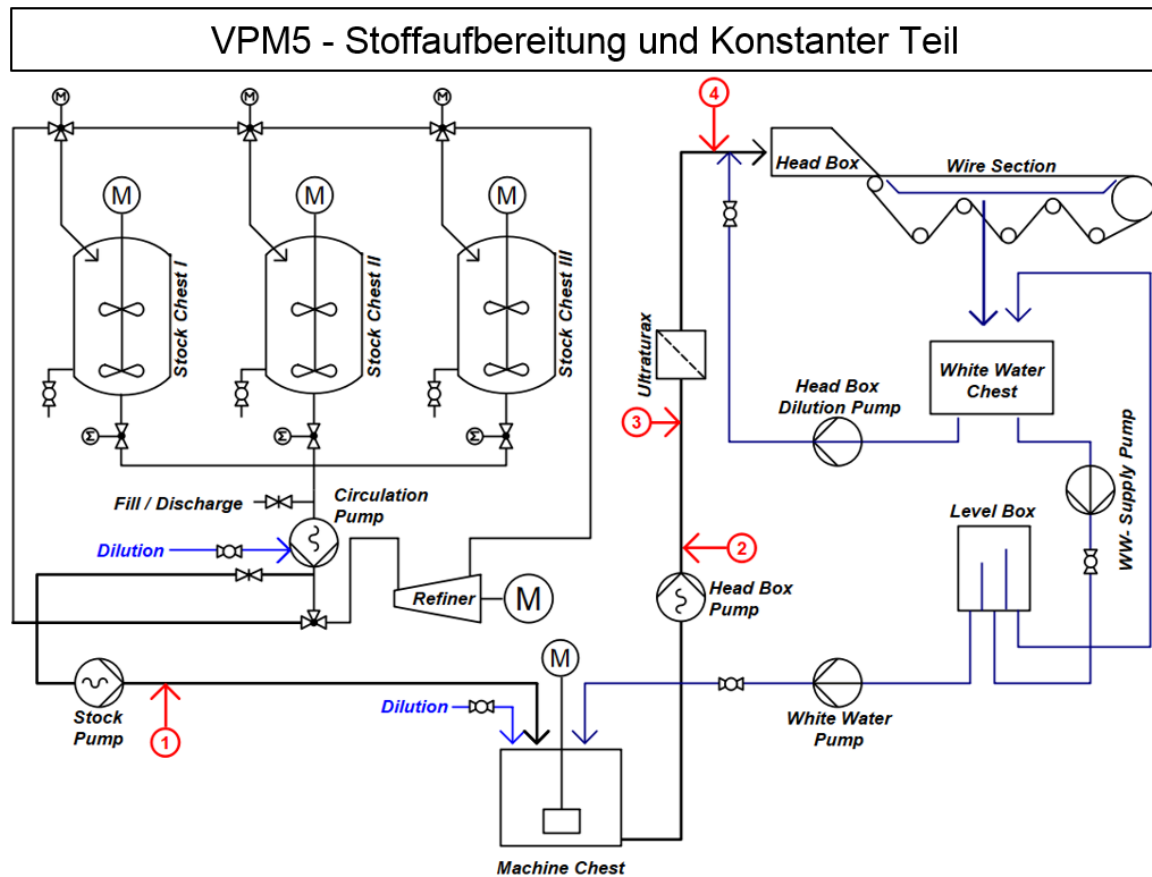 VPM5 - Stoffaufbereitung und Konstanter Teil
M
M
M
4
Head Box
Wire Section
M
M
M
Stock Chest I
Stock Chest II
Stock Chest III
Ultraturax
White Water
Chest
Head Box
Dilution Pump
3
Σ
Σ
Σ
WW- Supply Pump
Fill / Discharge
Circulation
Pump
Level Box
Dilution
2
Refiner
M
Head Box
Pump
M
Stock
Pump
1
Dilution
White Water
Pump
Machine Chest